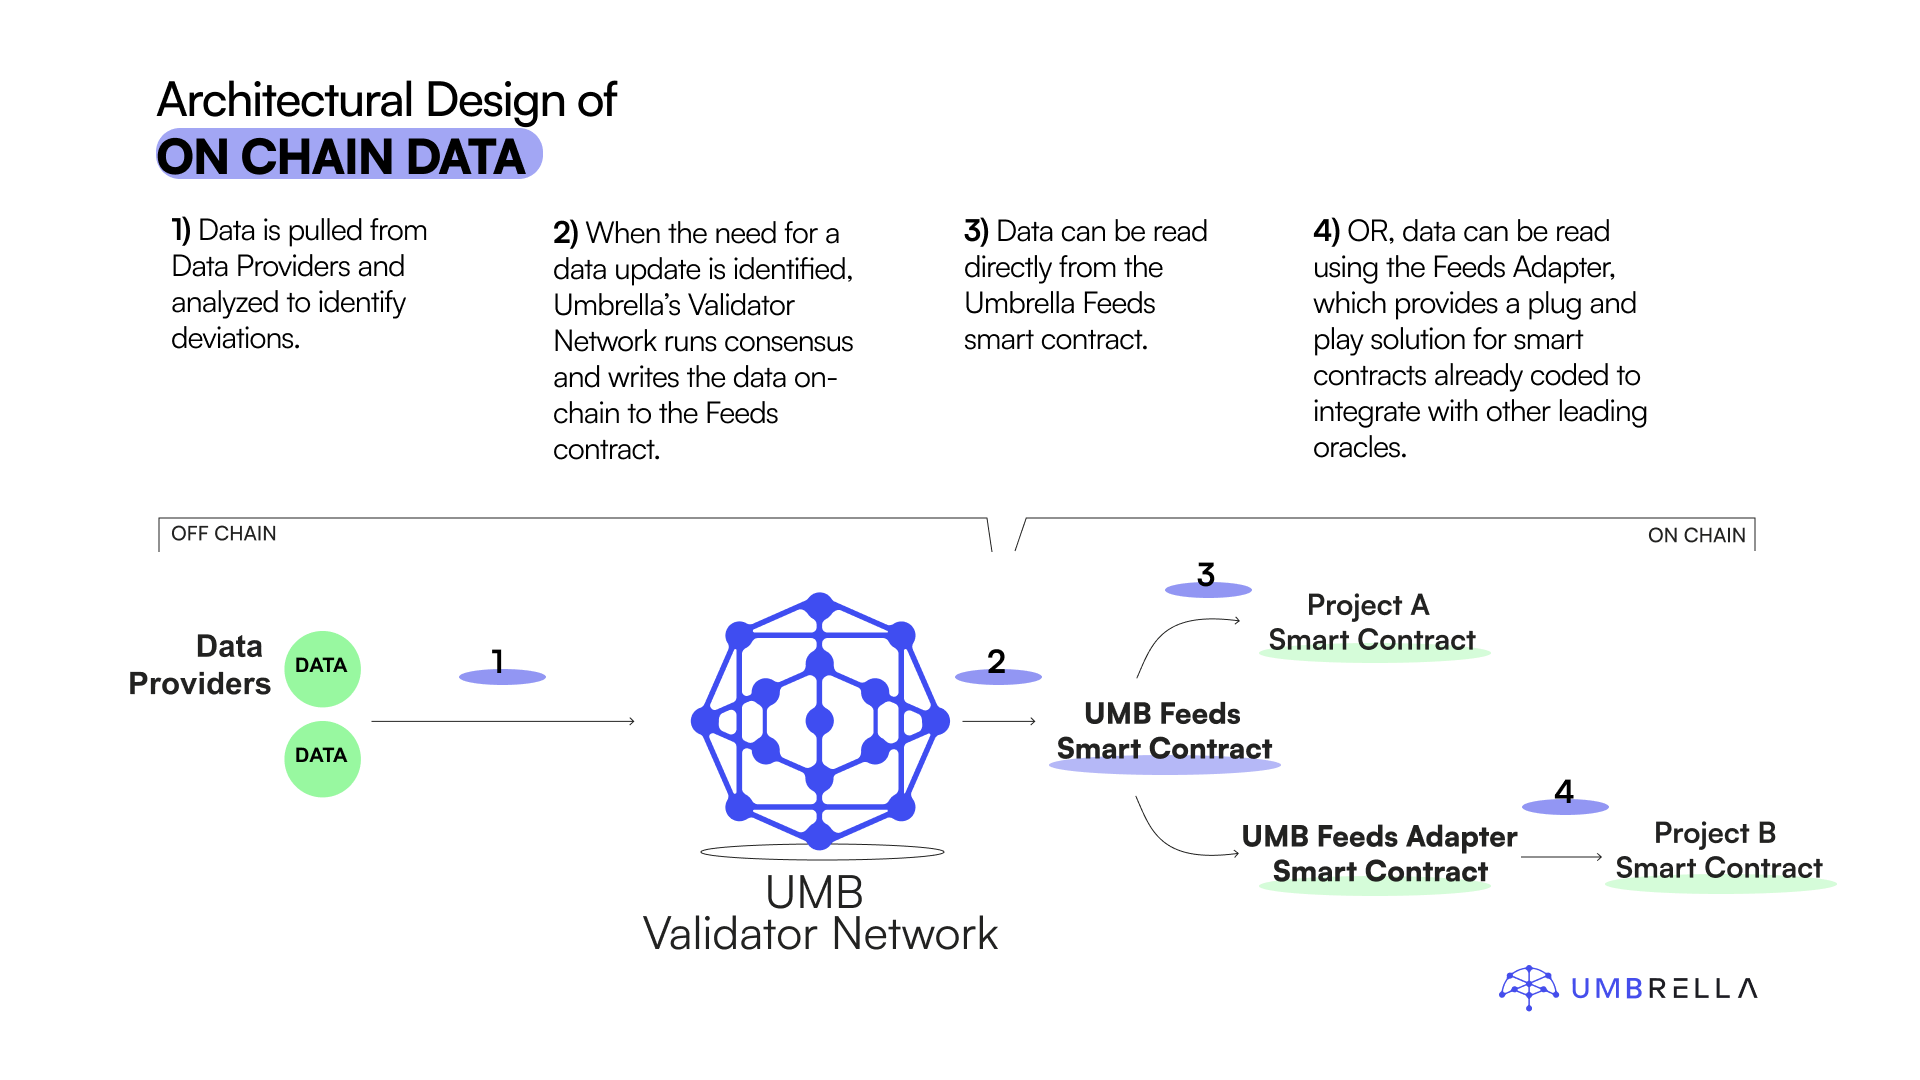 Architectural Design of
ON CHAIN DATA
1) Data is pulled from
Data Providers and
analyzed to identify
deviations.
2) When the need for a
data update is identified,
Umbrella’s Validator
Network runs consensus
and writes the data on-
chain to the Feeds
contract.
3) Data can be read
directly from the
Umbrella Feeds
smart contract.
4) OR, data can be read
using the Feeds Adapter,
which provides a plug and
play solution for smart
contracts already coded to
integrate with other leading
oracles.
OFF CHAIN
ON CHAIN
Data
Providers
DATA
DATA
1
UMB
Validator Network
2
UMB Feeds
Smart Contract
3
Project A
Smart Contract
UMB Feeds Adapter
Smart Contract
4
Project B
Smart Contract
UMBRELLA